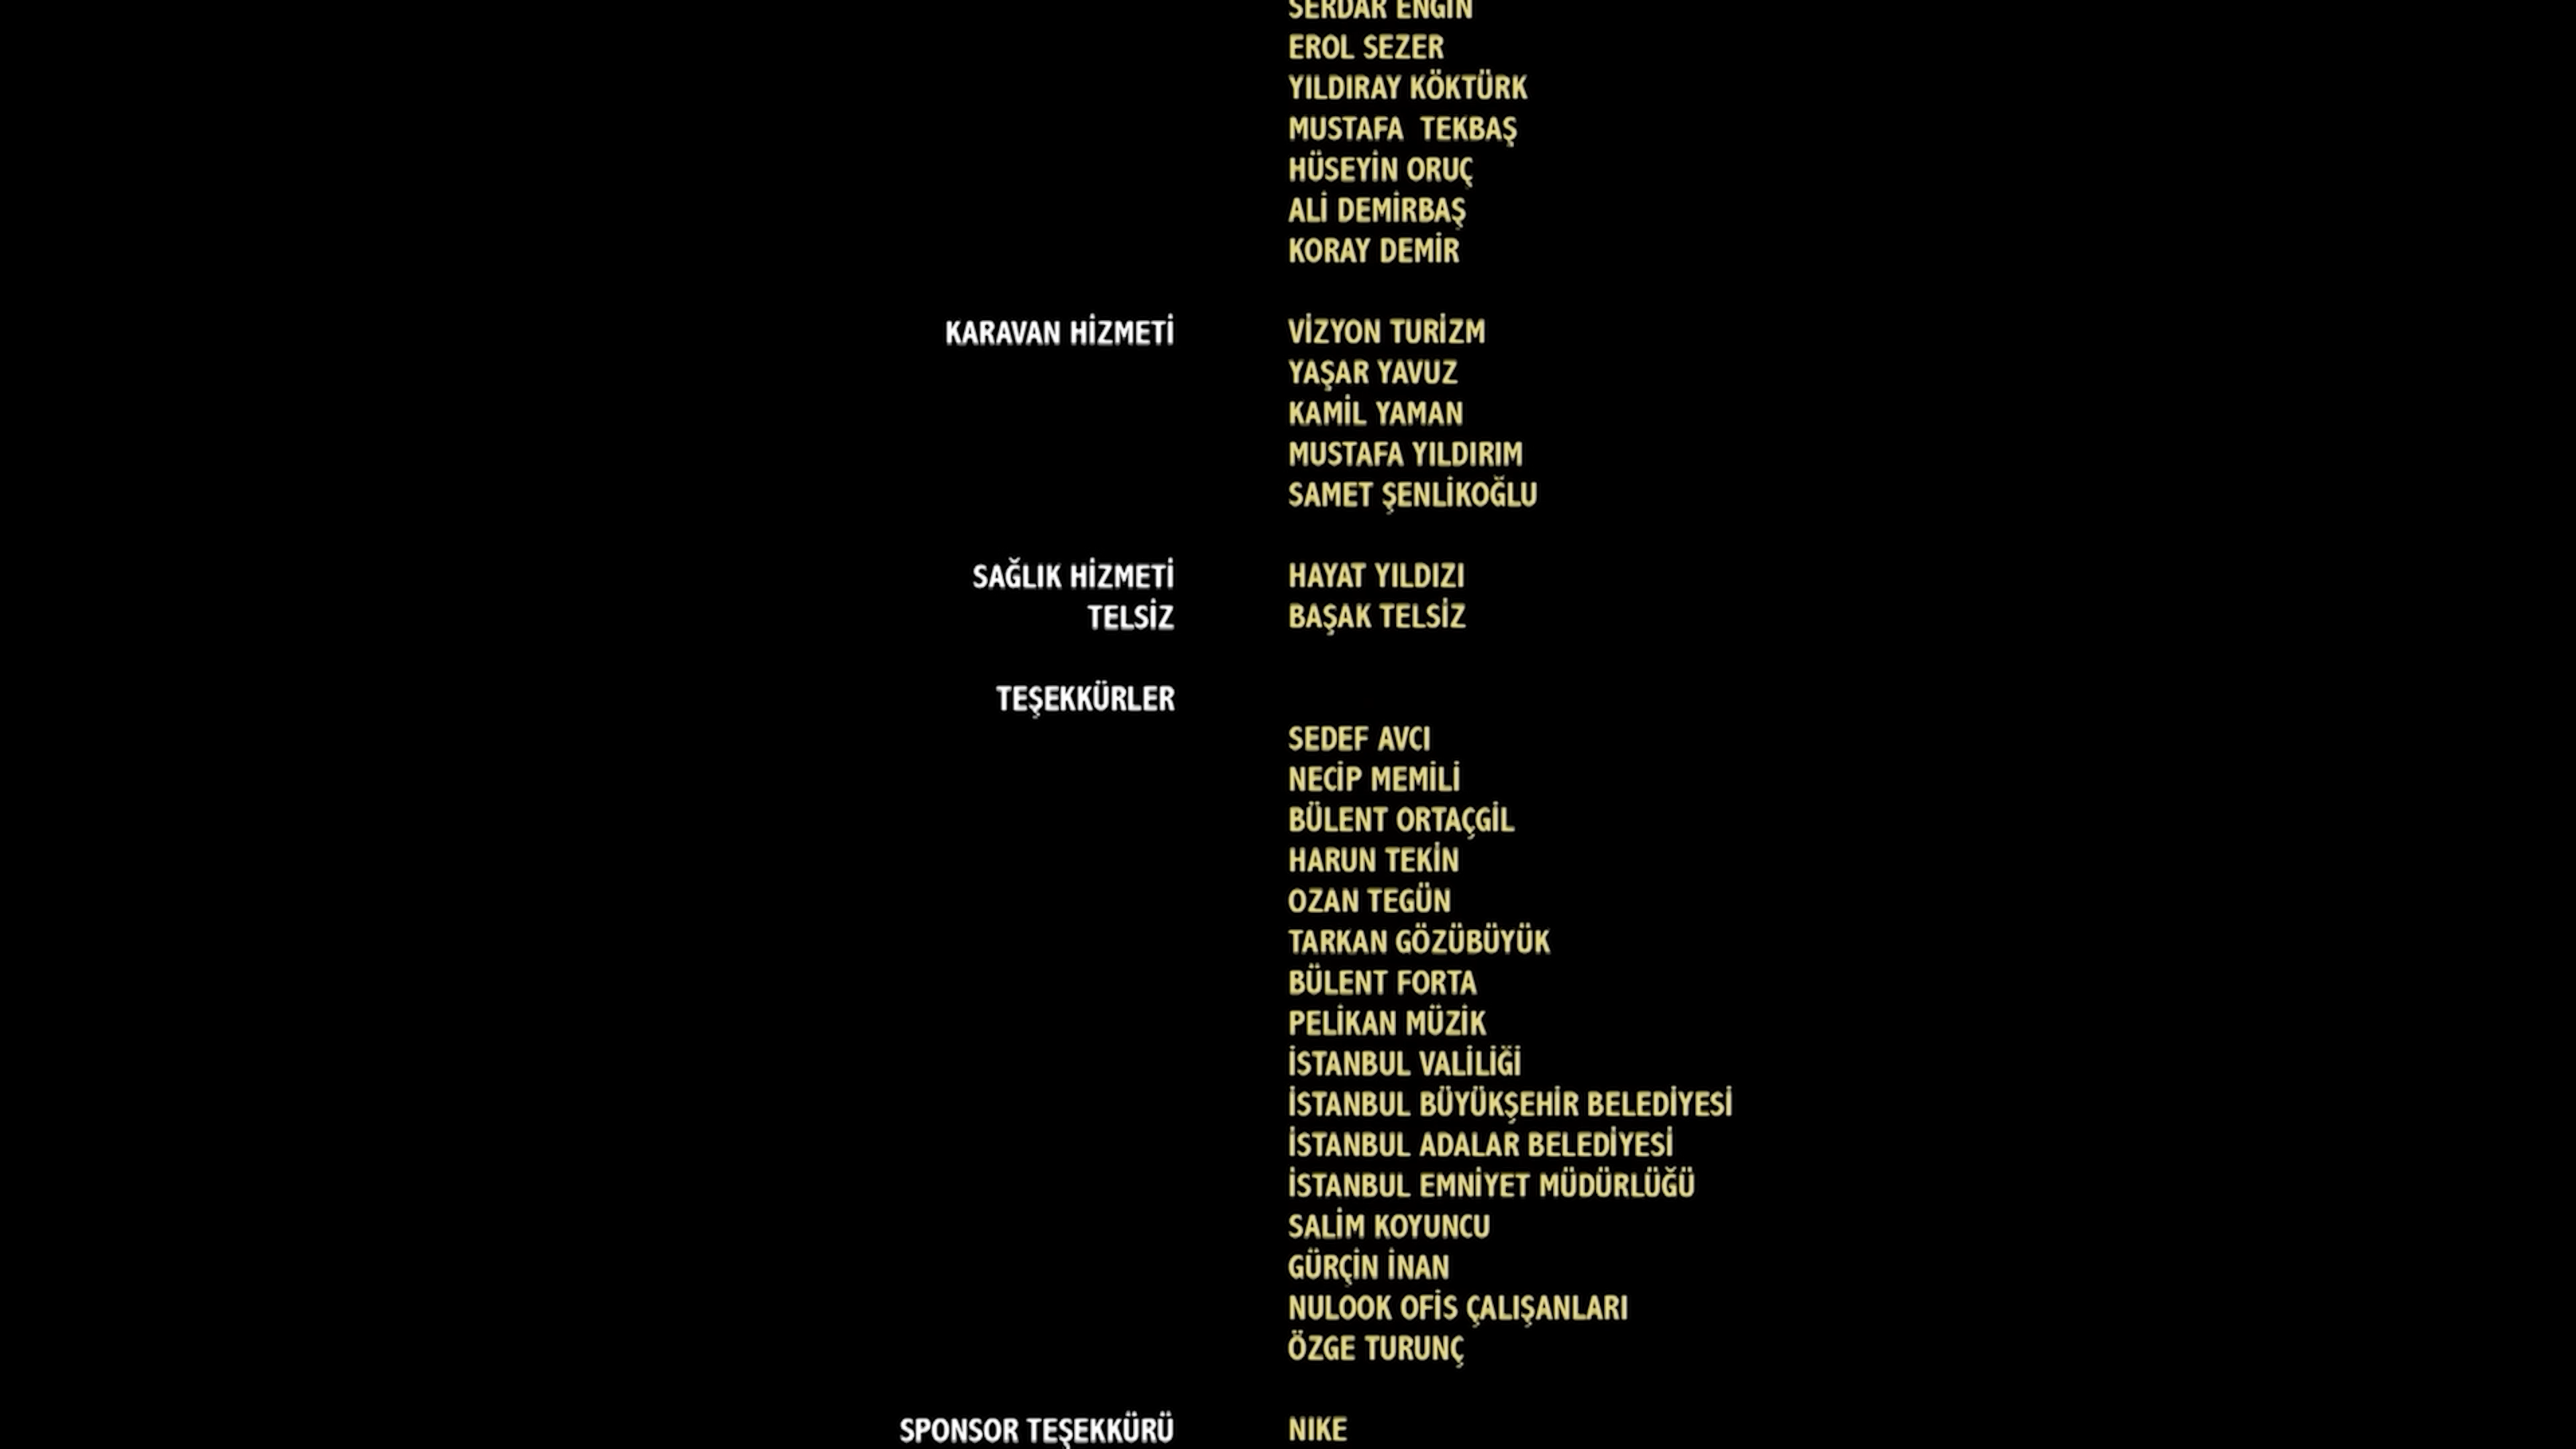 SERDAR ENGİN
EROL SEZER
YILDIRAY KÖKTÜRK
MUSTAFA  TEKBAŞ
HÜSEYİN ORUÇ
ALİ DEMİRBAŞ
KORAY DEMİR
KARAVAN HİZMETİ VİZYON TURİZM
YAŞAR YAVUZ
KAMİL YAMAN
MUSTAFA YILDIRIM
SAMET ŞENLİKOĞLU
SAĞLIK HİZMETİ HAYAT YILDIZI
TELSİZ BAŞAK TELSİZ
TEŞEKKÜRLER
SEDEF AVCI
NECİP MEMİLİ
BÜLENT ORTAÇGİL
HARUN TEKİN
OZAN TEGÜN
TARKAN GÖZÜBÜYÜK
BÜLENT FORTA
PELİKAN MÜZİK
İSTANBUL VALİLİĞİ
İSTANBUL BÜYÜKŞEHİR BELEDİYESİ
İSTANBUL ADALAR BELEDİYESİ
İSTANBUL EMNİYET MÜDÜRLÜĞÜ
SALİM KOYUNCU
GÜRÇİN İNAN
NULOOK OFİS ÇALIŞANLARI
ÖZGE TURUNÇ
SPONSOR TEŞEKKÜRÜ NIKE